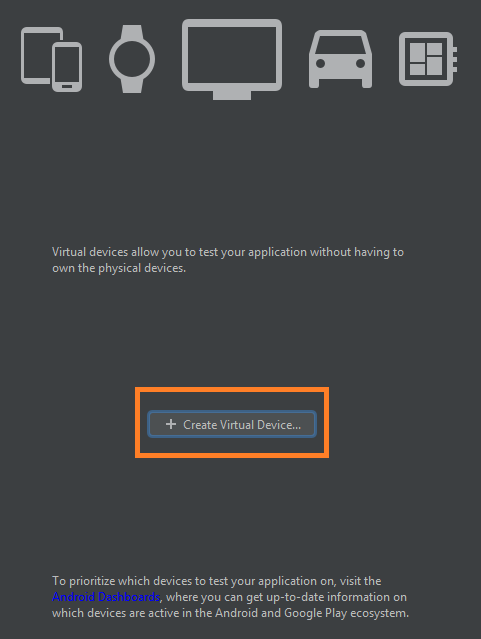 Virtual devices allow you to test your application without having to
own the physical devices.
+ Create Virtual Device...
To prioritize which devices to test your application on, visit the
Android Dashboards, where you can get up-to-date information on
which devices are active in the Android and Google Play ecosystem.